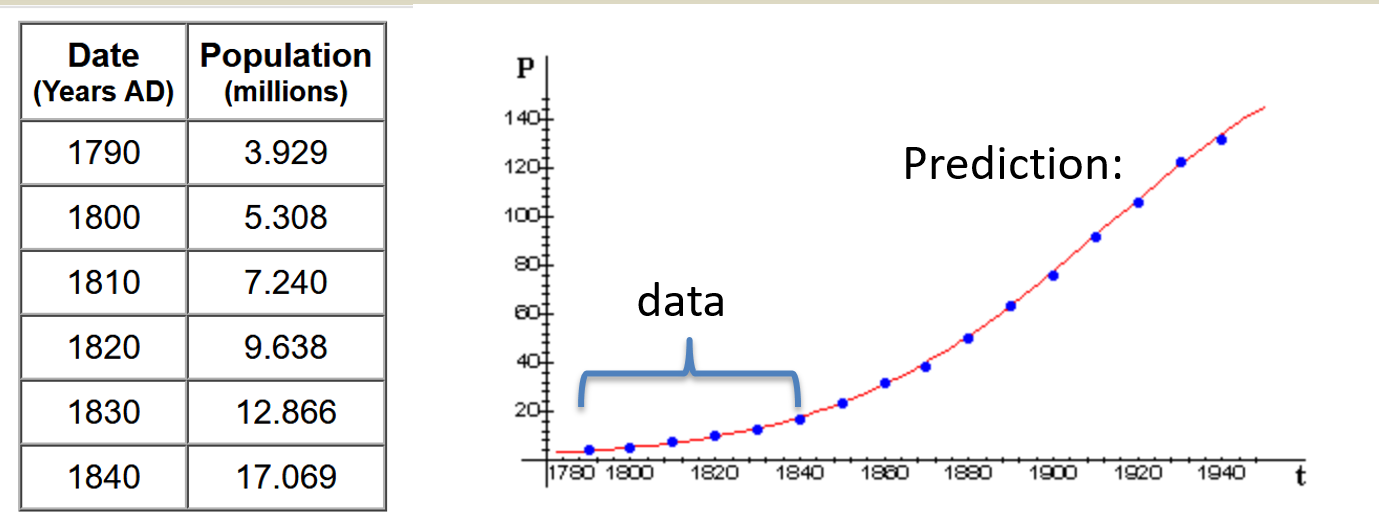 Date Population
(Years AD) (millions)
1790 3.929
1800 5.308
1810 7.240
1820 9.638
1830 12.866
1840 17.069
P
140
120
100
80
60
40
20
Prediction:
data
1780 1800 1820 1840 1860 1880 1900 1920 1940 t